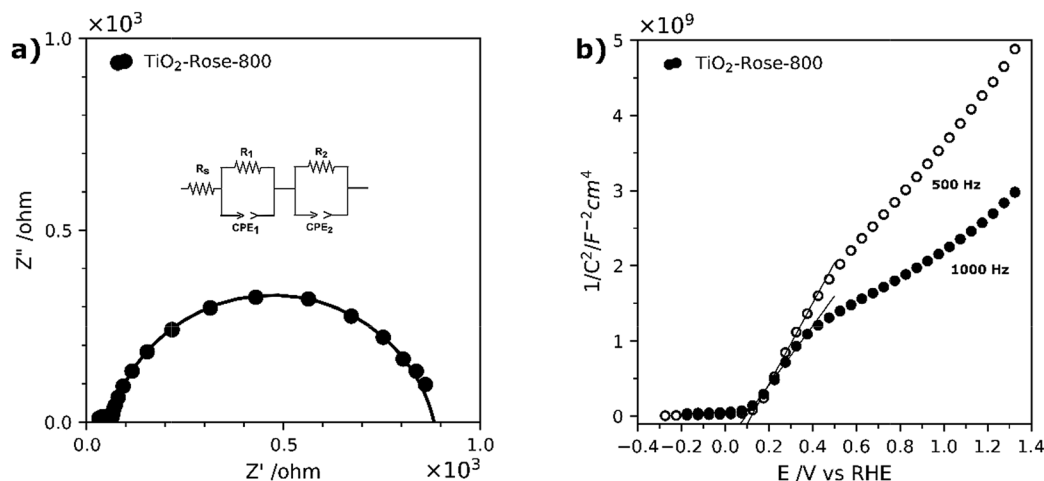 a)
×10³
1.0
TiO₂-Rose-800
0.5
0.0
Z" /ohm
Rs
R1
CPE1
R2
CPE2
0.0
0.5
1.0
Z' /ohm
×10³
b)
×10⁹
5
TiO₂-Rose-800
4
3
2
1
0
1/C²/F⁻²cm⁴
500 Hz
1000 Hz
−0.4−0.2 0.0 0.2 0.4 0.6 0.8 1.0 1.2 1.4
E /V vs RHE